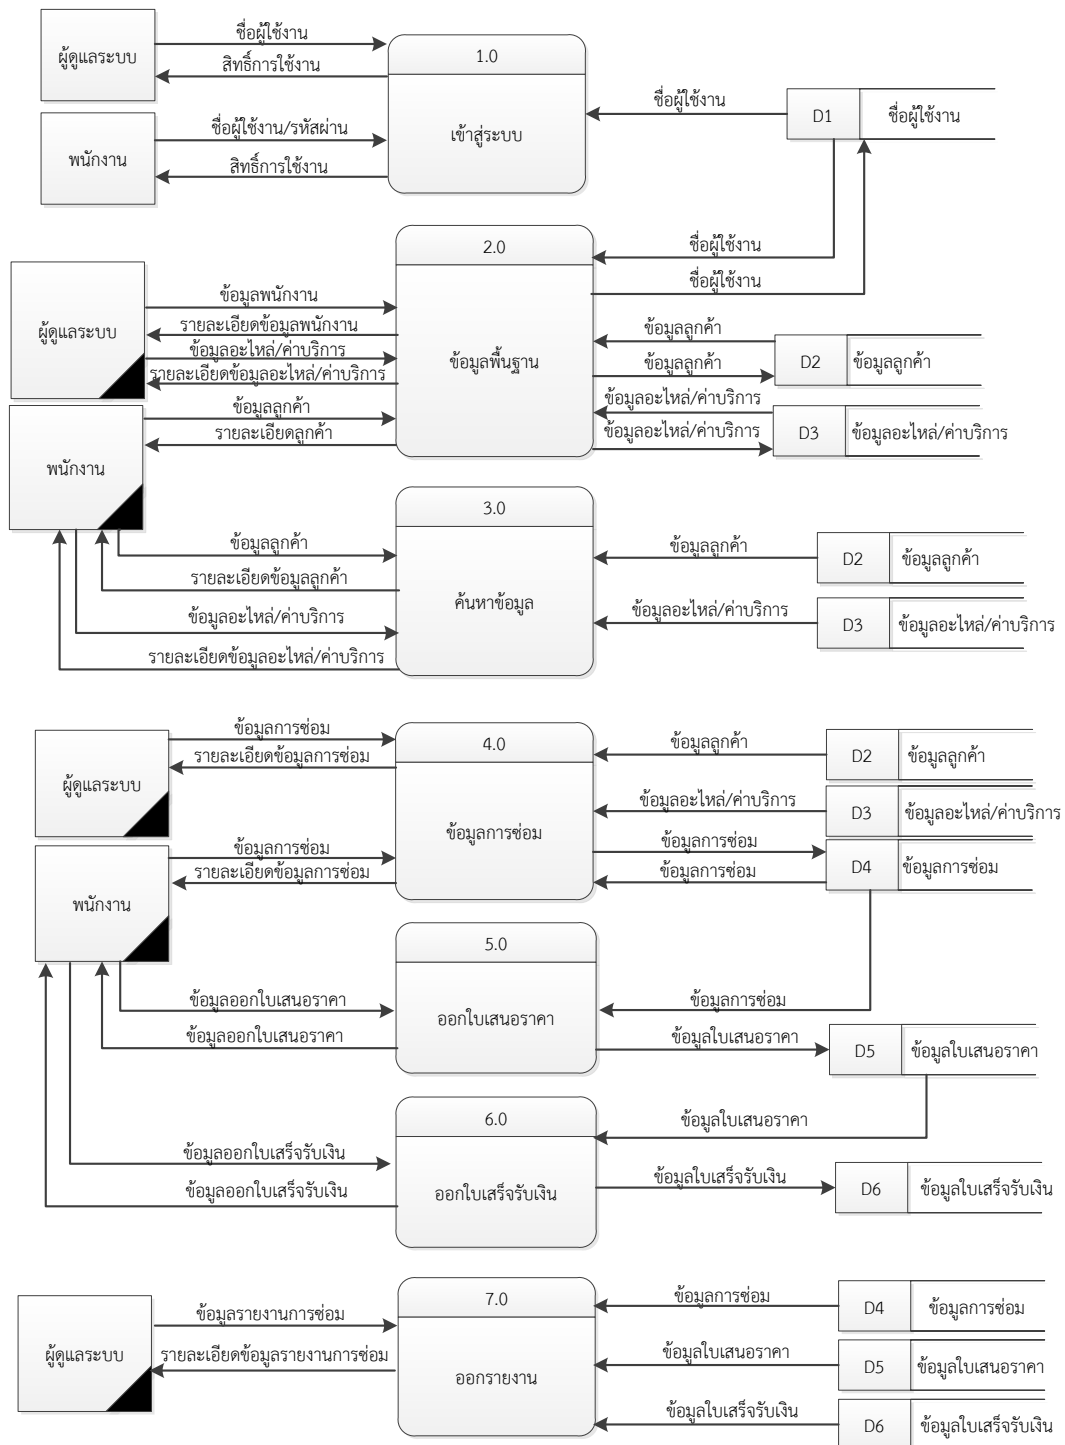 ผู้ดูแลระบบ
ชื่อผู้ใช้งาน
สิทธิ์การใช้งาน
1.0
เข้าสู่ระบบ
ชื่อผู้ใช้งาน
D1
ชื่อผู้ใช้งาน
พนักงาน
ชื่อผู้ใช้งาน/รหัสผ่าน
สิทธิ์การใช้งาน
2.0
ข้อมูลพื้นฐาน
ชื่อผู้ใช้งาน
ชื่อผู้ใช้งาน
ผู้ดูแลระบบ
ข้อมูลพนักงาน
รายละเอียดข้อมูลพนักงาน
ข้อมูลอะไหล่/ค่าบริการ
รายละเอียดข้อมูลอะไหล่/ค่าบริการ
ข้อมูลลูกค้า
ข้อมูลลูกค้า
D2
ข้อมูลลูกค้า
ข้อมูลอะไหล่/ค่าบริการ
ข้อมูลอะไหล่/ค่าบริการ
D3
ข้อมูลอะไหล่/ค่าบริการ
พนักงาน
ข้อมูลลูกค้า
รายละเอียดลูกค้า
3.0
ค้นหาข้อมูล
ข้อมูลลูกค้า
รายละเอียดข้อมูลลูกค้า
ข้อมูลอะไหล่/ค่าบริการ
รายละเอียดข้อมูลอะไหล่/ค่าบริการ
ข้อมูลลูกค้า
D2
ข้อมูลลูกค้า
ข้อมูลอะไหล่/ค่าบริการ
D3
ข้อมูลอะไหล่/ค่าบริการ
ผู้ดูแลระบบ
ข้อมูลการซ่อม
รายละเอียดข้อมูลการซ่อม
4.0
ข้อมูลการซ่อม
ข้อมูลลูกค้า
D2
ข้อมูลลูกค้า
ข้อมูลอะไหล่/ค่าบริการ
D3
ข้อมูลอะไหล่/ค่าบริการ
ข้อมูลการซ่อม
ข้อมูลการซ่อม
D4
ข้อมูลการซ่อม
พนักงาน
ข้อมูลการซ่อม
รายละเอียดข้อมูลการซ่อม
5.0
ออกใบเสนอราคา
ข้อมูลออกใบเสนอราคา
ข้อมูลออกใบเสนอราคา
ข้อมูลการซ่อม
ข้อมูลใบเสนอราคา
D5
ข้อมูลใบเสนอราคา
6.0
ออกใบเสร็จรับเงิน
ข้อมูลออกใบเสร็จรับเงิน
ข้อมูลออกใบเสร็จรับเงิน
ข้อมูลใบเสนอราคา
ข้อมูลใบเสร็จรับเงิน
D6
ข้อมูลใบเสร็จรับเงิน
ผู้ดูแลระบบ
ข้อมูลรายงานการซ่อม
รายละเอียดข้อมูลรายงานการซ่อม
7.0
ออกรายงาน
ข้อมูลการซ่อม
D4
ข้อมูลการซ่อม
ข้อมูลใบเสนอราคา
D5
ข้อมูลใบเสนอราคา
ข้อมูลใบเสร็จรับเงิน
D6
ข้อมูลใบเสร็จรับเงิน